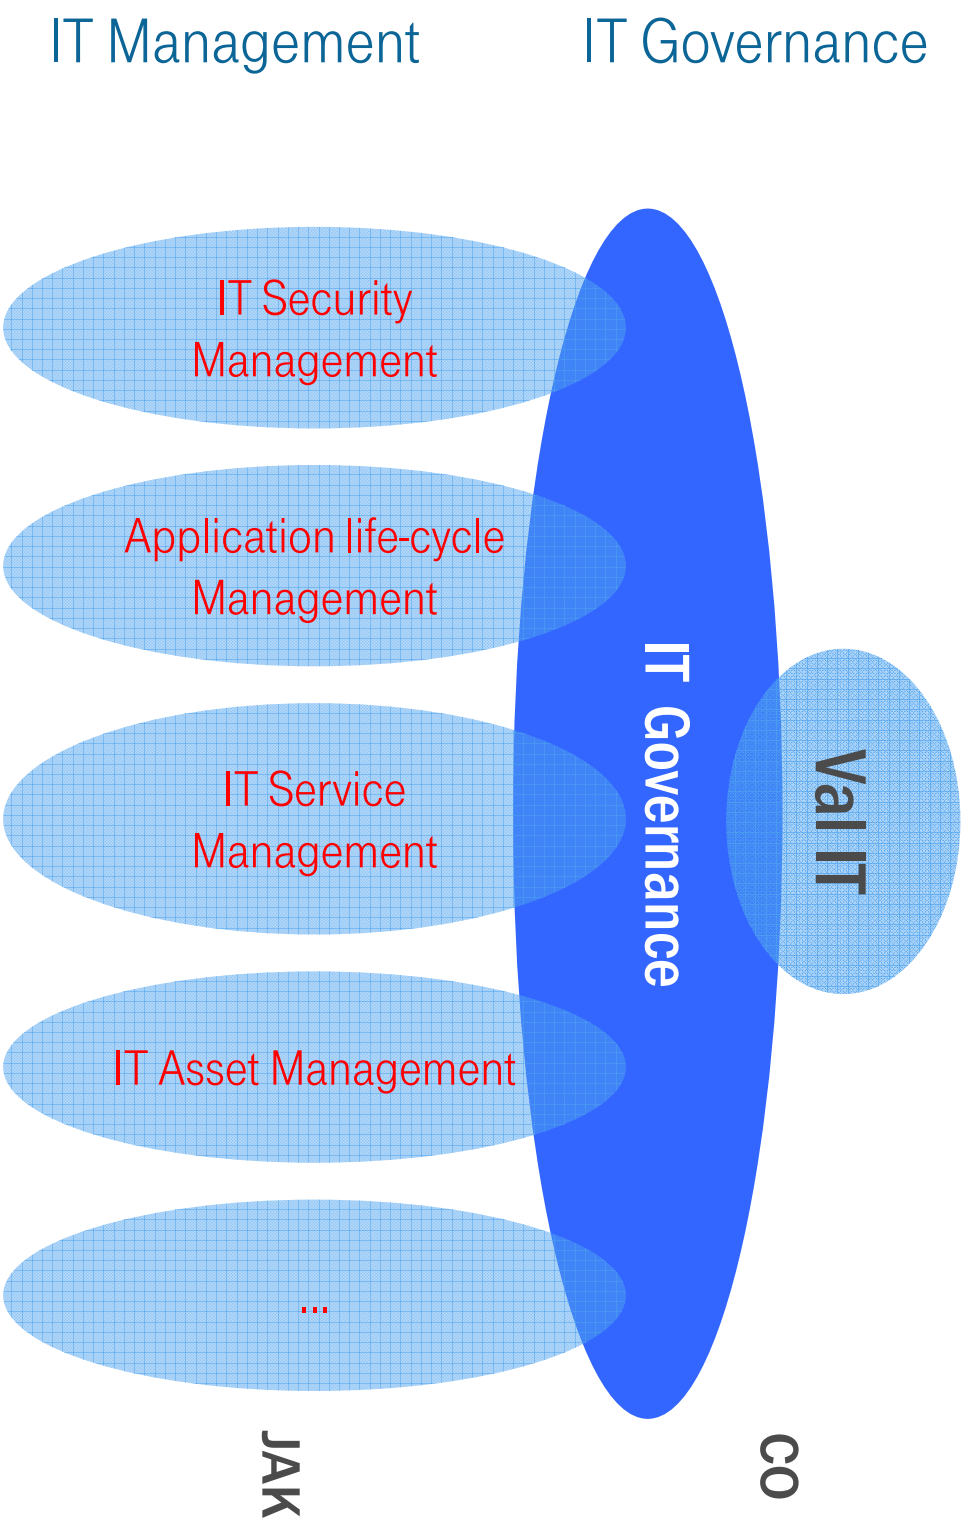 IT Management
IT Governance
IT Security
Management
Application life-cycle
Management
IT Service
Management
IT Asset Management
...
IT Governance
Val IT
JAK
CO